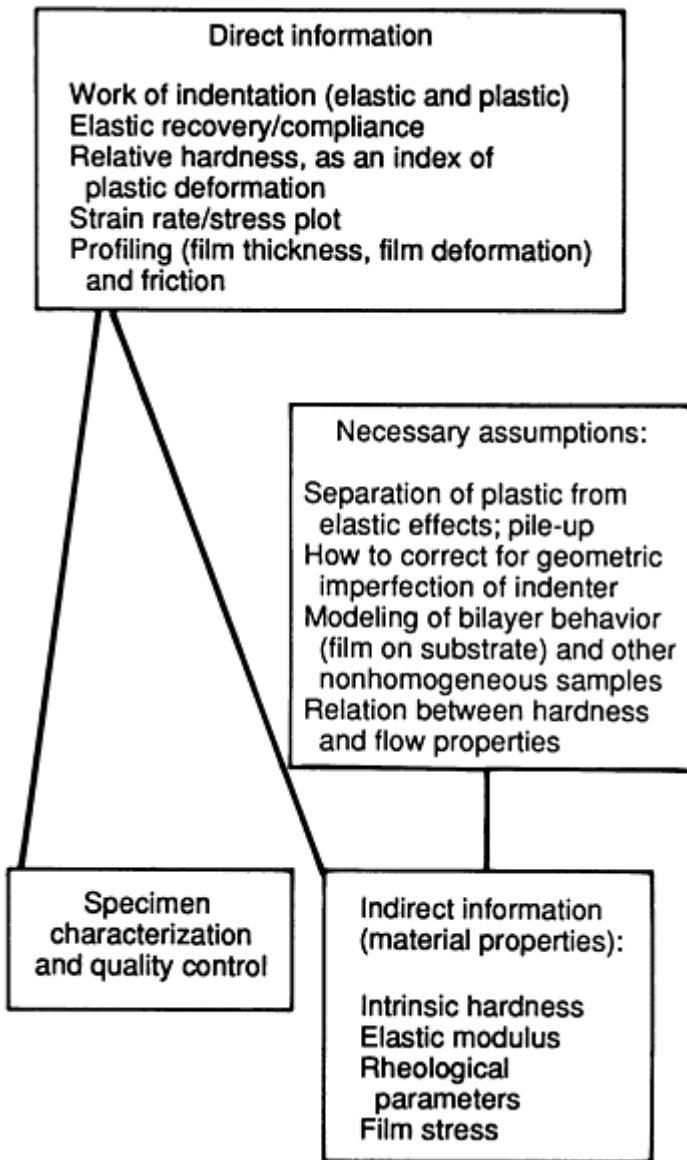 Direct information
Work of indentation (elastic and plastic)
Elastic recovery/compliance
Relative hardness, as an index of
plastic deformation
Strain rate/stress plot
Profiling (film thickness, film deformation)
and friction
Necessary assumptions:
Separation of plastic from
elastic effects; pile-up
How to correct for geometric
imperfection of indenter
Modeling of bilayer behavior
(film on substrate) and other
nonhomogeneous samples
Relation between hardness
and flow properties
Specimen
characterization
and quality control
Indirect information
(material properties):
Intrinsic hardness
Elastic modulus
Rheological
parameters
Film stress